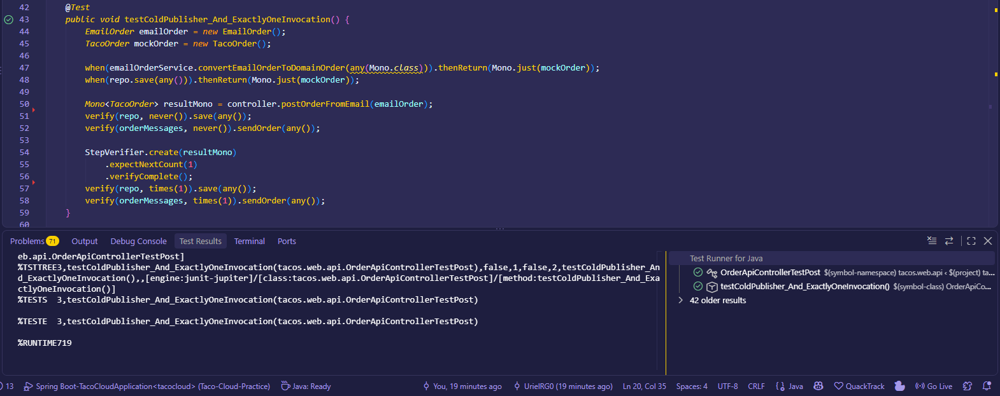 42 @Test
43 public void testColdPublisher_And_ExactlyOneInvocation() {
44 EmailOrder emailOrder = new EmailOrder();
45 TacoOrder mockOrder = new TacoOrder();
46
47 when(emailOrderService.convertEmailOrderToDomainOrder(any(Mono.class))).thenReturn(Mono.just(mockOrder));
48 when(repo.save(any())).thenReturn(Mono.just(mockOrder));
49
50 Mono<TacoOrder> resultMono = controller.postOrderFromEmail(emailOrder);
51 verify(repo, never()).save(any());
52 verify(orderMessages, never()).sendOrder(any());
53
54 StepVerifier.create(resultMono)
55 .expectNextCount(1)
56 .verifyComplete();
57 verify(repo, times(1)).save(any());
58 verify(orderMessages, times(1)).sendOrder(any());
59 }
60
Problems 71 Output Debug Console Test Results Terminal Ports
eb.api.OrderApiControllerTestPost]
%TSTTREE3,testColdPublisher_And_ExactlyOneInvocation(tacos.web.api.OrderApiControllerTestPost),false,1,false,2,testColdPublisher_An
d_ExactlyOneInvocation(),,[engine:junit-jupiter]/[class:tacos.web.api.OrderApiControllerTestPost]/[method:testColdPublisher_And_Exa
ctlyOneInvocation()]
%TESTS  3,testColdPublisher_And_ExactlyOneInvocation(tacos.web.api.OrderApiControllerTestPost)
%TESTE  3,testColdPublisher_And_ExactlyOneInvocation(tacos.web.api.OrderApiControllerTestPost)
%RUNTIME719
Test Runner for Java
OrderApiControllerTestPost $(symbol-namespace) tacos.web.api < $(project) ta...
testColdPublisher_And_ExactlyOneInvocation() $(symbol-class) OrderApiCo...
42 older results
13 Spring Boot-TacoCloudApplication<tacocloud> (Taco-Cloud-Practice) Java: Ready You, 19 minutes ago UrielRG0 (19 minutes ago) Ln 20, Col 35 Spaces: 4 UTF-8 CRLF {} Java QuackTrack Go Live